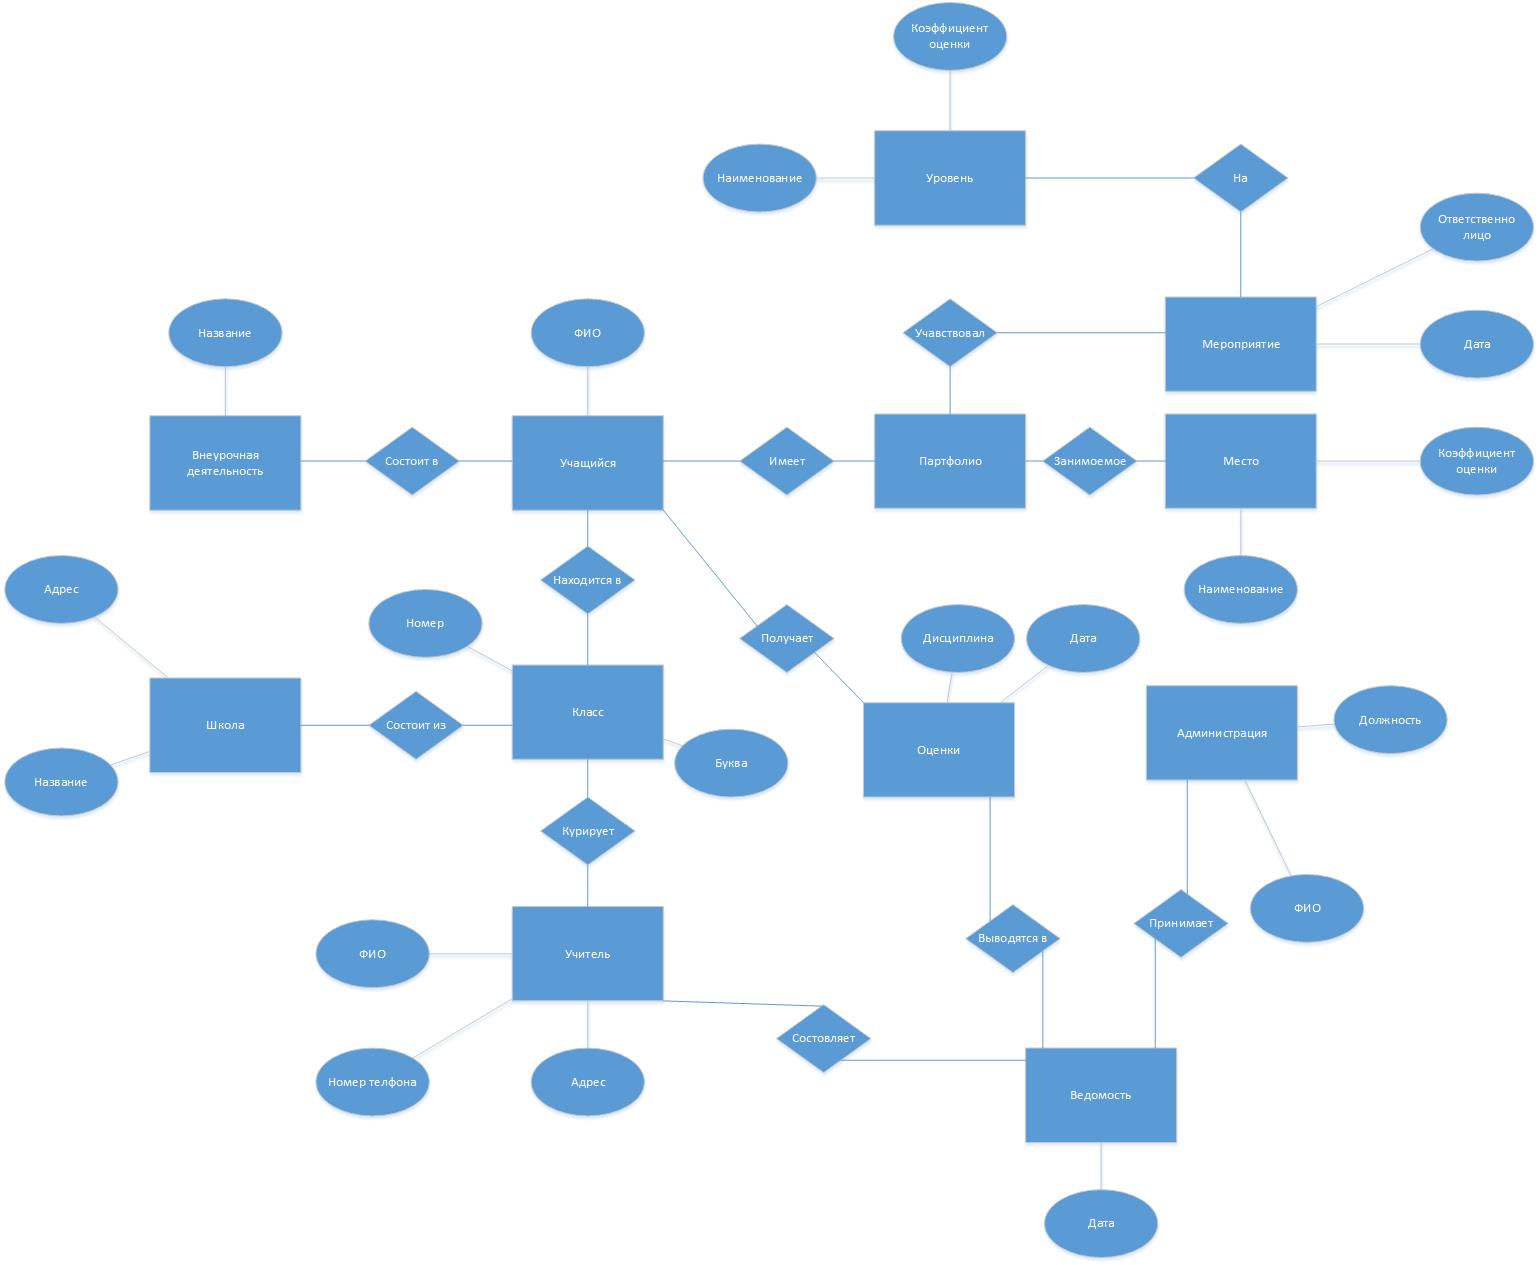 Коэффициент
оценки
Наименование
Уровень
На
Ответственно
лицо
Название
ФИО
Учавствовал
Мероприятие
Дата
Внеурочная
деятельность
Состоит в
Учащийся
Имеет
Партфолио
Занимоемое
Место
Коэффициент
оценки
Адрес
Находится в
Наименование
Номер
Получает
Дисциплина
Дата
Школа
Состоит из
Класс
Оценки
Администрация
Должность
Название
Буква
Курирует
ФИО
Учитель
Выводятся в
Принимает
ФИО
Состовляет
Номер телфона
Адрес
Ведомость
Дата